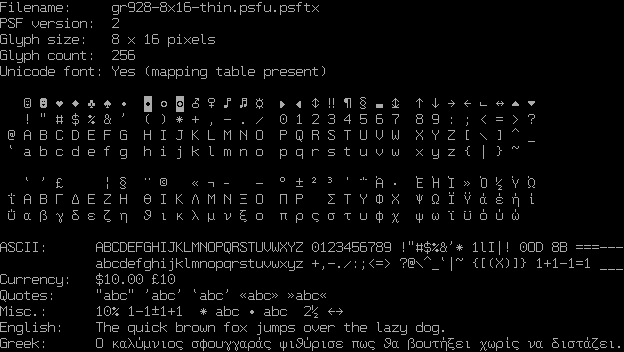 Filename: gr928-8x16-thin.psfu.psftx
PSF version: 2
Glyph size: 8 x 16 pixels
Glyph count: 256
Unicode font: Yes (mapping table present)
☺ ☻ ♥ ♦ ♣ ♠ • ◘ ○ ◙ ♂ ♀ ♪ ♫ ☼ ► ◄ ↕ ‼ ¶ § ▬ ↨ ↑ ↓ → ← ∟ ↔ ▲ ▼
! " # $ % & ’ ( ) * + , - . / 0 1 2 3 4 5 6 7 8 9 : ; < = > ?
@ A B C D E F G H I J K L M N O P Q R S T U V W X Y Z [ \ ] ^ _
‛ a b c d e f g h i j k l m n o p q r s t u v w x y z { | } ~
‛ ’ £ ¦ § ¨ © « ¬ - ― ° ± ² ³ ΄ ΅ Ά · Έ Ή Ί » Ό ½ Ύ Ώ
ΐ Α Β Γ Δ Ε Ζ Η Θ Ι Κ Λ Μ Ν Ξ Ο Π Ρ Σ Τ Υ Φ Χ Ψ Ω Ϊ Ϋ ά έ ή ί
ΰ α β γ δ ε ζ η θ ι κ λ μ ν ξ ο π ρ ς σ τ υ φ χ ψ ω ϊ ϋ ό ύ ώ
ASCII: ABCDEFGHIJKLMNOPQRSTUVWXYZ 0123456789 !"#$%&’* 1lI|! 0OD 8B ===---
abcdefghijklmnopqrstuvwxyz +,-./:;<=> ?@\^_‛|~ {[(X)]} 1+1-1=1 ___
Currency: $10.00 £10
Quotes: "abc" ’abc’ ‛abc’ «abc» »abc«
Misc.: 10% 1-1±1+1 * abc • abc 2½ ↔
English: The quick brown fox jumps over the lazy dog.
Greek: Ο καλύμνιος σφουγγαράς ψιθύρισε πως θα βουτήξει χωρίς να διστάζει.